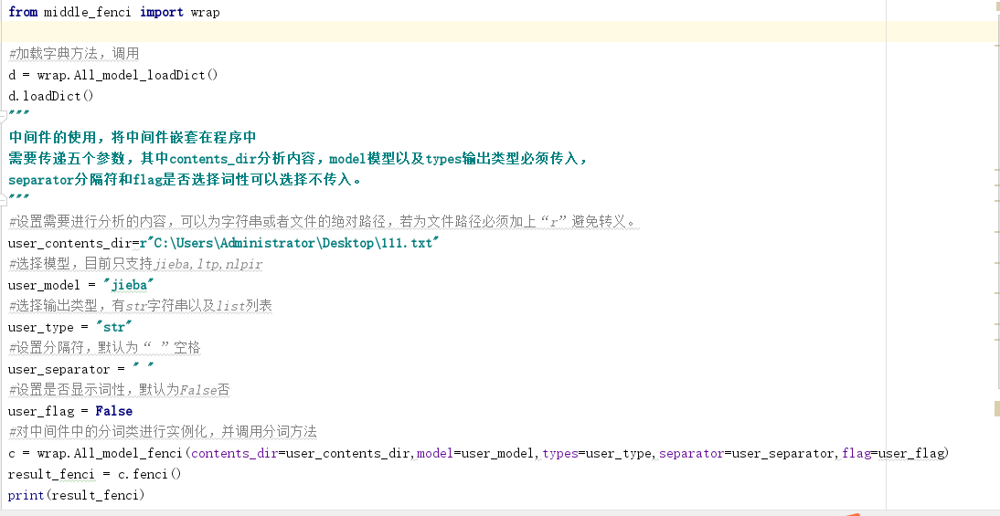 from middle_fenci import wrap
#加载字典方法，调用
d = wrap.All_model_loadDict()
d.loadDict()
"""
中间件的使用，将中间件嵌套在程序中
需要传递五个参数，其中contents_dir分析内容，model模型以及types输出类型必须传入，
separator分隔符和flag是否选择词性可以选择不传入。
"""
#设置需要进行分析的内容，可以为字符串或者文件的绝对路径，若为文件路径必须加上“r”避免转义。
user_contents_dir=r"C:\Users\Administrator\Desktop\111.txt"
#选择模型，目前只支持jieba,ltp,nlpir
user_model = "jieba"
#选择输出类型，有str字符串以及list列表
user_type = "str"
#设置分隔符，默认为“ ”空格
user_separator = " "
#设置是否显示词性，默认为False否
user_flag = False
#对中间件中的分词类进行实例化，并调用分词方法
c = wrap.All_model_fenci(contents_dir=user_contents_dir,model=user_model,types=user_type,separator=user_separator,flag=user_flag)
result_fenci = c.fenci()
print(result_fenci)